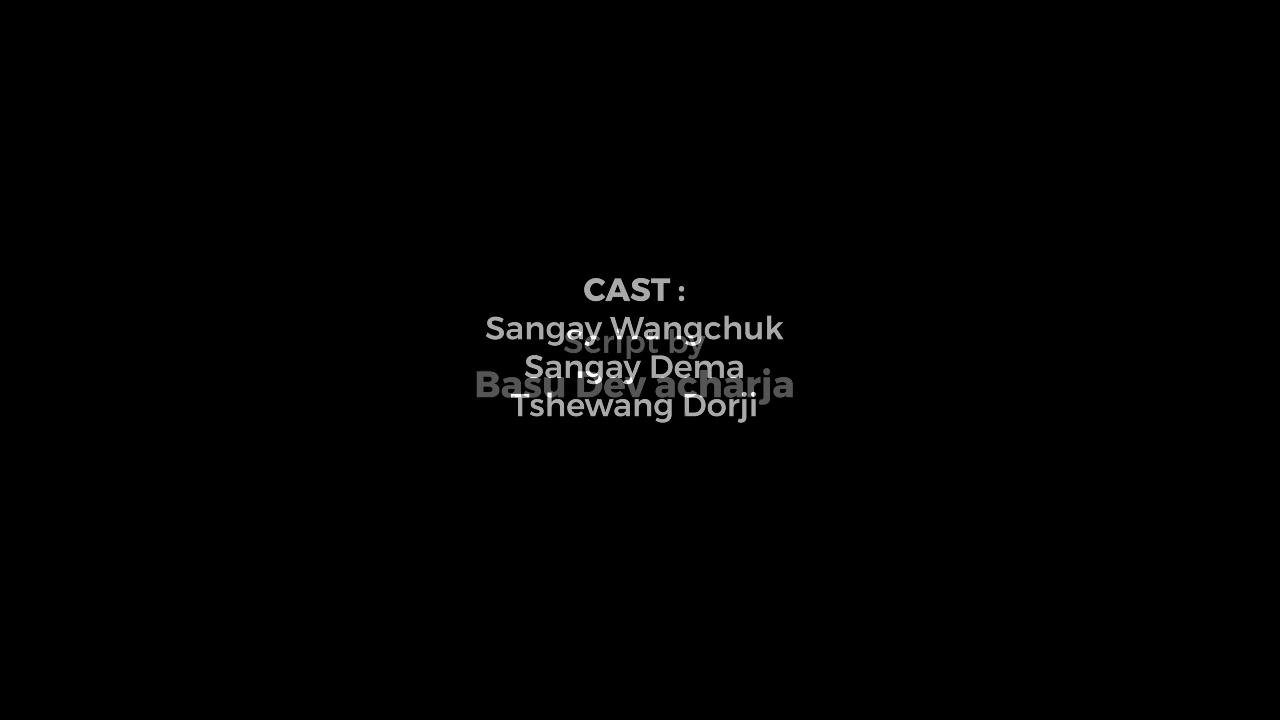 CAST :
Sangay Wangchuk
Script by
Sangay Dema
Basu Dev acharja
Tshewang Dorji